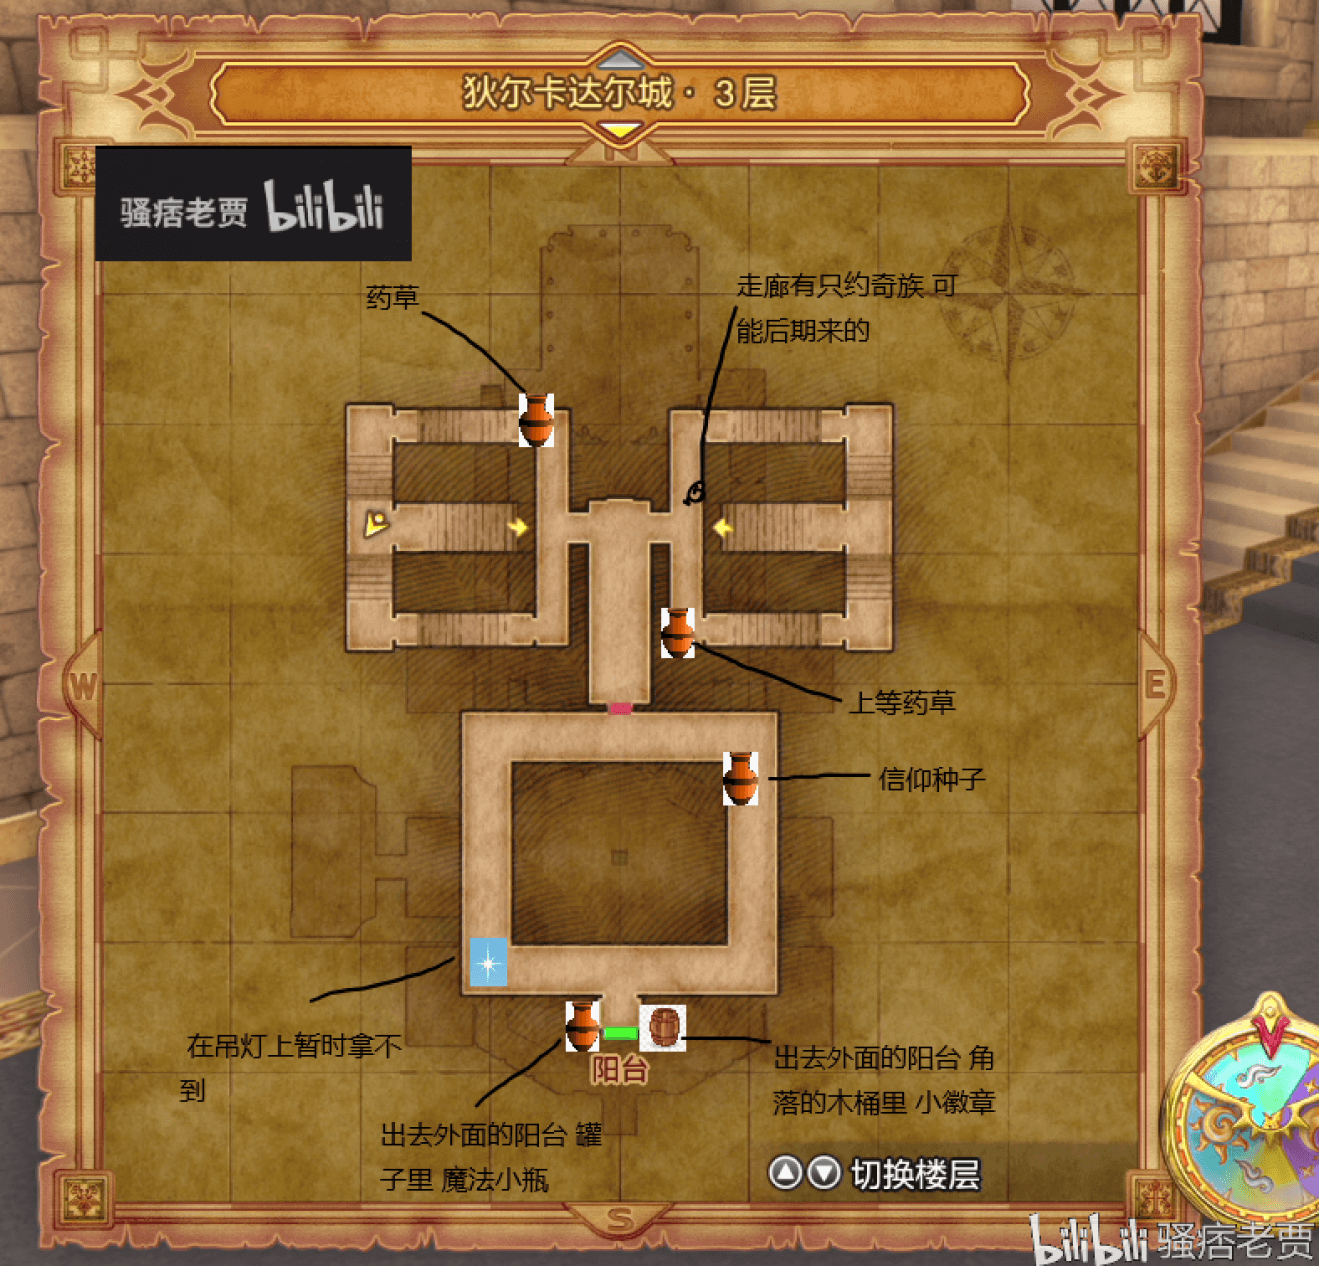 狄尔卡达尔城・3层
N
骚痞老贾 bilibili
药草
走廊有只约奇族 可
能后期来的
W
E
上等药草
信仰种子
在吊灯上暂时拿不
到
阳台
出去外面的阳台 角
落的木桶里 小徽章
出去外面的阳台 罐
子里 魔法小瓶
切换楼层
S
bilibili 骚痞老贾